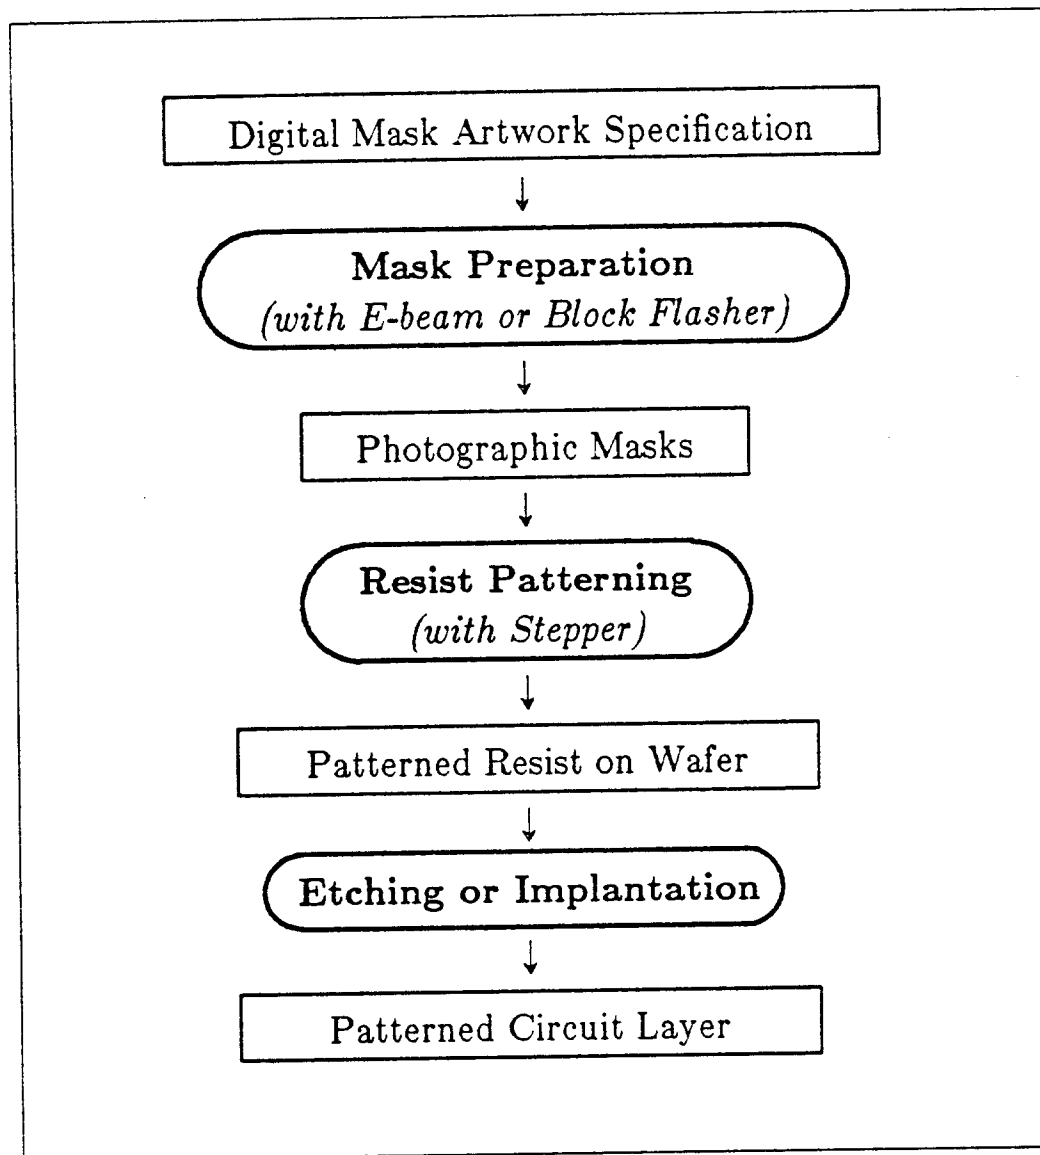 Digital Mask Artwork Specification
Mask Preparation
(with E-beam or Block Flasher)
Photographic Masks
Resist Patterning
(with Stepper)
Patterned Resist on Wafer
Etching or Implantation
Patterned Circuit Layer